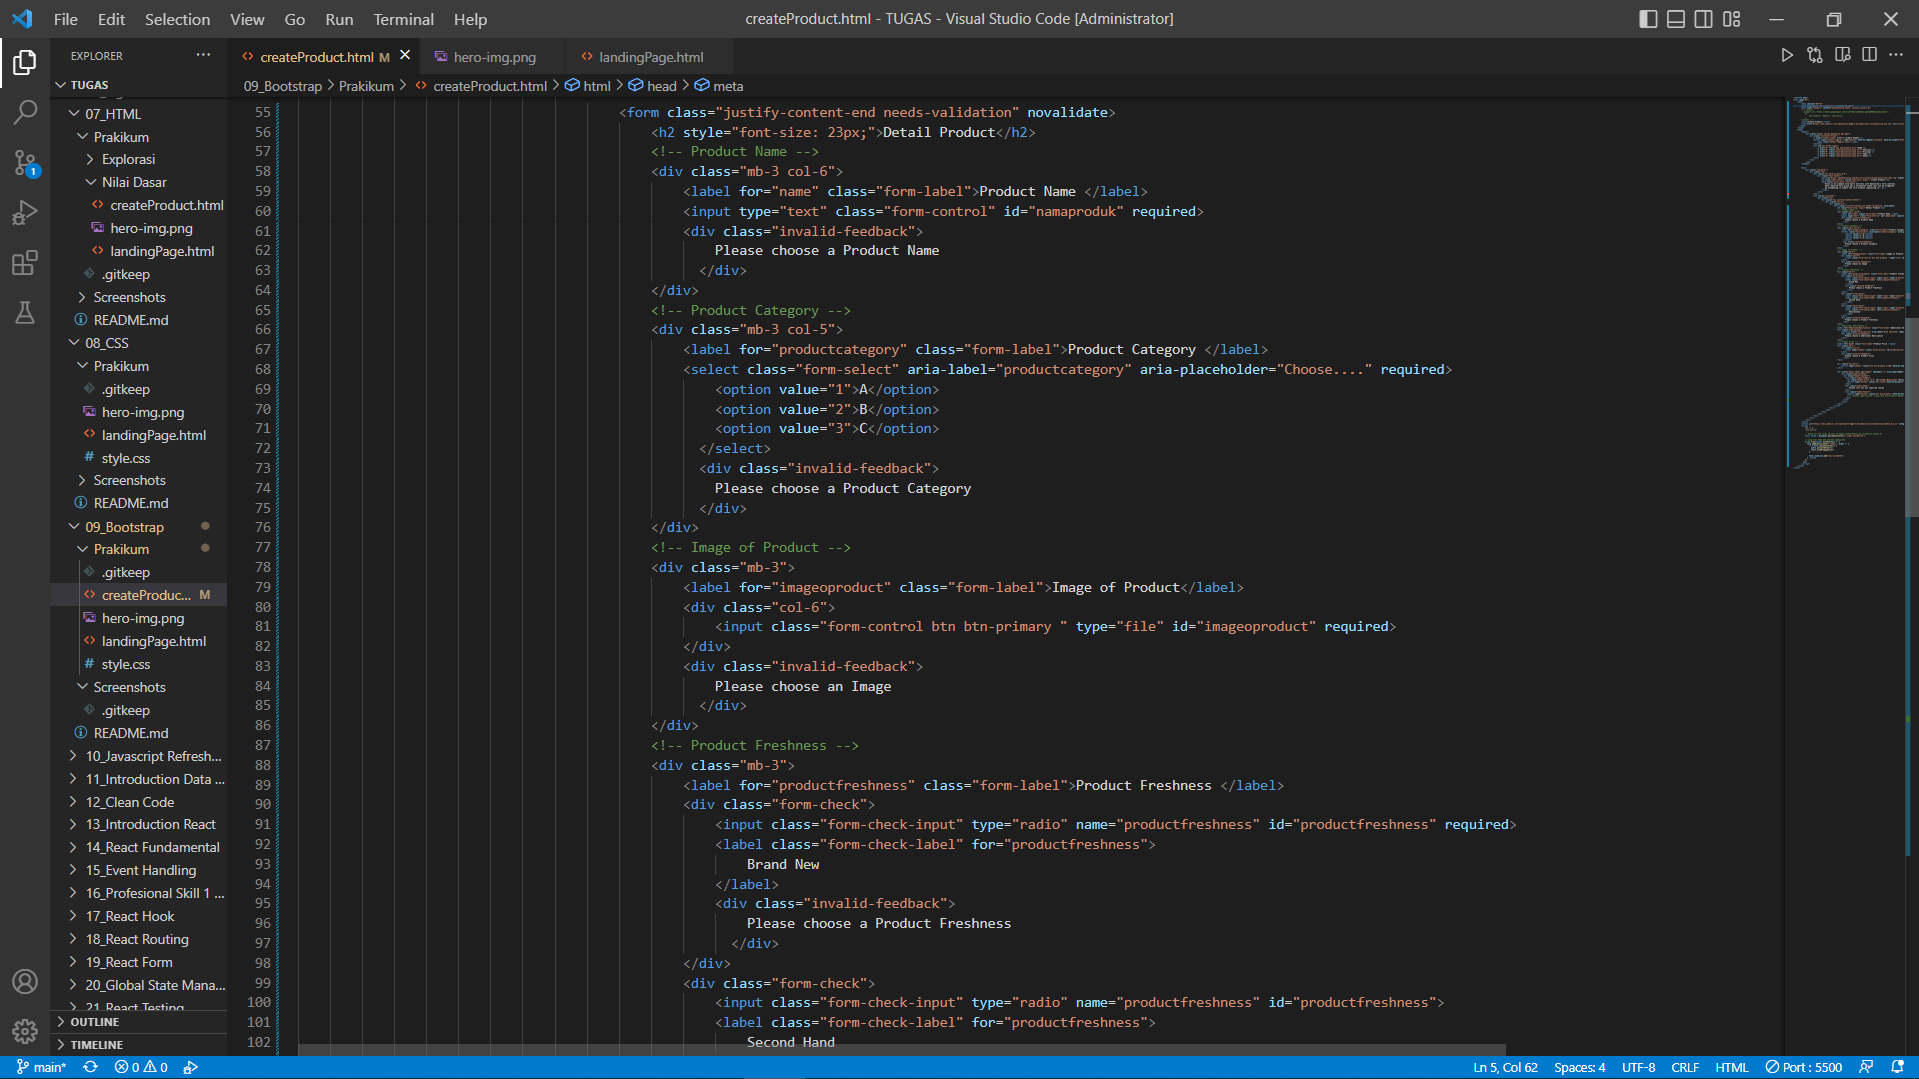 File Edit Selection View Go Run Terminal Help
createProduct.html - TUGAS - Visual Studio Code [Administrator]
EXPLORER
createProduct.html M
hero-img.png
landingPage.html
TUGAS
09_Bootstrap > Prakikum > createProduct.html > html > head > meta
07_HTML
Prakikum
Explorasi
Nilai Dasar
createProduct.html
hero-img.png
landingPage.html
.gitkeep
Screenshots
README.md
08_CSS
Prakikum
.gitkeep
hero-img.png
landingPage.html
style.css
Screenshots
README.md
09_Bootstrap
Prakikum
.gitkeep
createProduc... M
hero-img.png
landingPage.html
style.css
Screenshots
.gitkeep
README.md
10_Javascript Refresh...
11_Introduction Data ...
12_Clean Code
13_Introduction React
14_React Fundamental
15_Event Handling
16_Profesional Skill 1 ...
17_React Hook
18_React Routing
19_React Form
20_Global State Mana...
21_React Testing
OUTLINE
TIMELINE
1
55 <form class="justify-content-end needs-validation" novalidate>
56 <h2 style="font-size: 23px;">Detail Product</h2>
57 <!-- Product Name -->
58 <div class="mb-3 col-6">
59 <label for="name" class="form-label">Product Name </label>
60 <input type="text" class="form-control" id="namaproduk" required>
61 <div class="invalid-feedback">
62 Please choose a Product Name
63 </div>
64 </div>
65 <!-- Product Category -->
66 <div class="mb-3 col-5">
67 <label for="productcategory" class="form-label">Product Category </label>
68 <select class="form-select" aria-label="productcategory" aria-placeholder="Choose...." required>
69 <option value="1">A</option>
70 <option value="2">B</option>
71 <option value="3">C</option>
72 </select>
73 <div class="invalid-feedback">
74 Please choose a Product Category
75 </div>
76 </div>
77 <!-- Image of Product -->
78 <div class="mb-3">
79 <label for="imageoproduct" class="form-label">Image of Product</label>
80 <div class="col-6">
81 <input class="form-control btn btn-primary " type="file" id="imageoproduct" required>
82 </div>
83 <div class="invalid-feedback">
84 Please choose an Image
85 </div>
86 </div>
87 <!-- Product Freshness -->
88 <div class="mb-3">
89 <label for="productfreshness" class="form-label">Product Freshness </label>
90 <div class="form-check">
91 <input class="form-check-input" type="radio" name="productfreshness" id="productfreshness" required>
92 <label class="form-check-label" for="productfreshness">
93 Brand New
94 </label>
95 <div class="invalid-feedback">
96 Please choose a Product Freshness
97 </div>
98 </div>
99 <div class="form-check">
100 <input class="form-check-input" type="radio" name="productfreshness" id="productfreshness">
101 <label class="form-check-label" for="productfreshness">
102 Second Hand
main* 0 0
Ln 5, Col 62 Spaces: 4 UTF-8 CRLF HTML Port : 5500